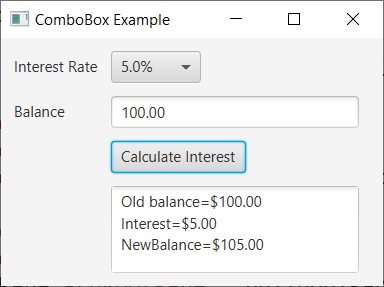 ComboBox Example
Interest Rate 5.0%
Balance 100.00
Calculate Interest
Old balance=$100.00
Interest=$5.00
NewBalance=$105.00